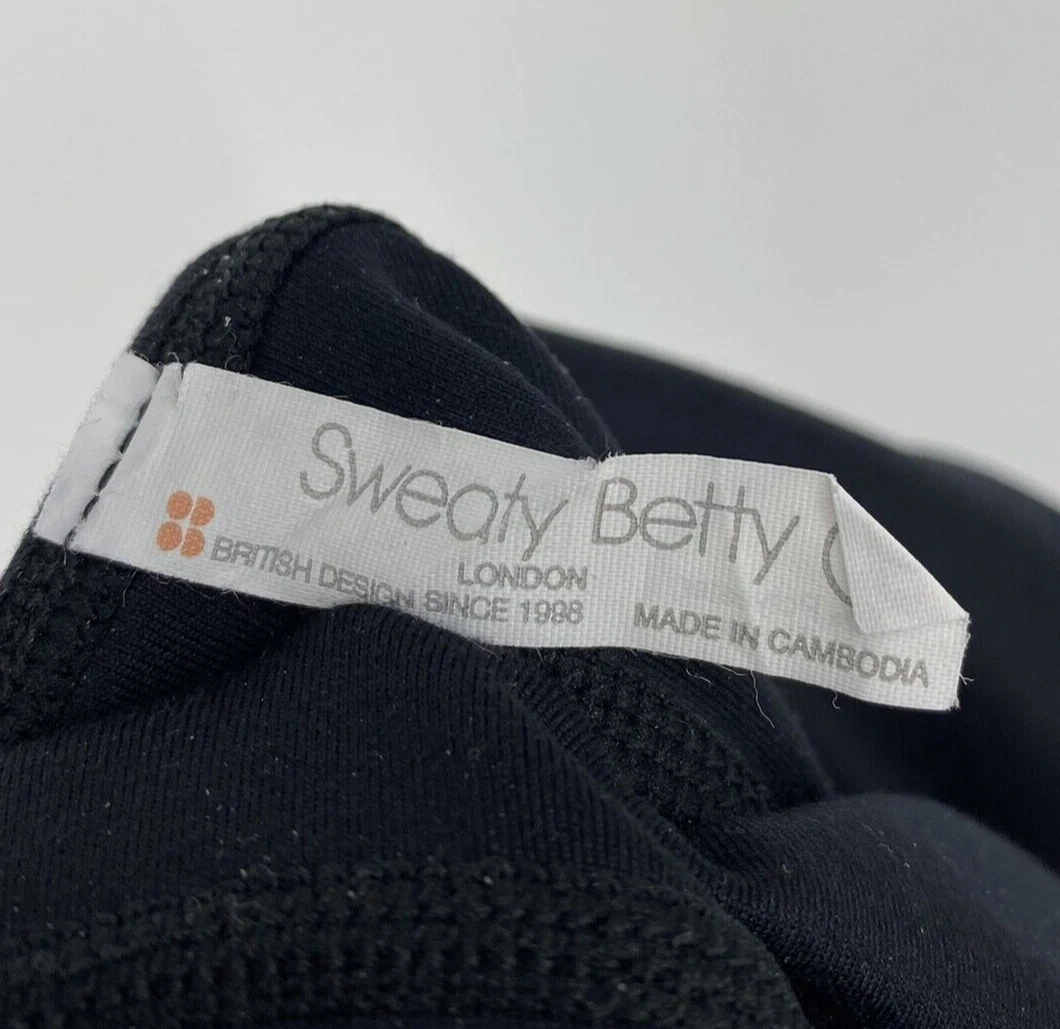 Sweaty Betty
LONDON
BRITISH DESIGN SINCE 1998
MADE IN CAMBODIA